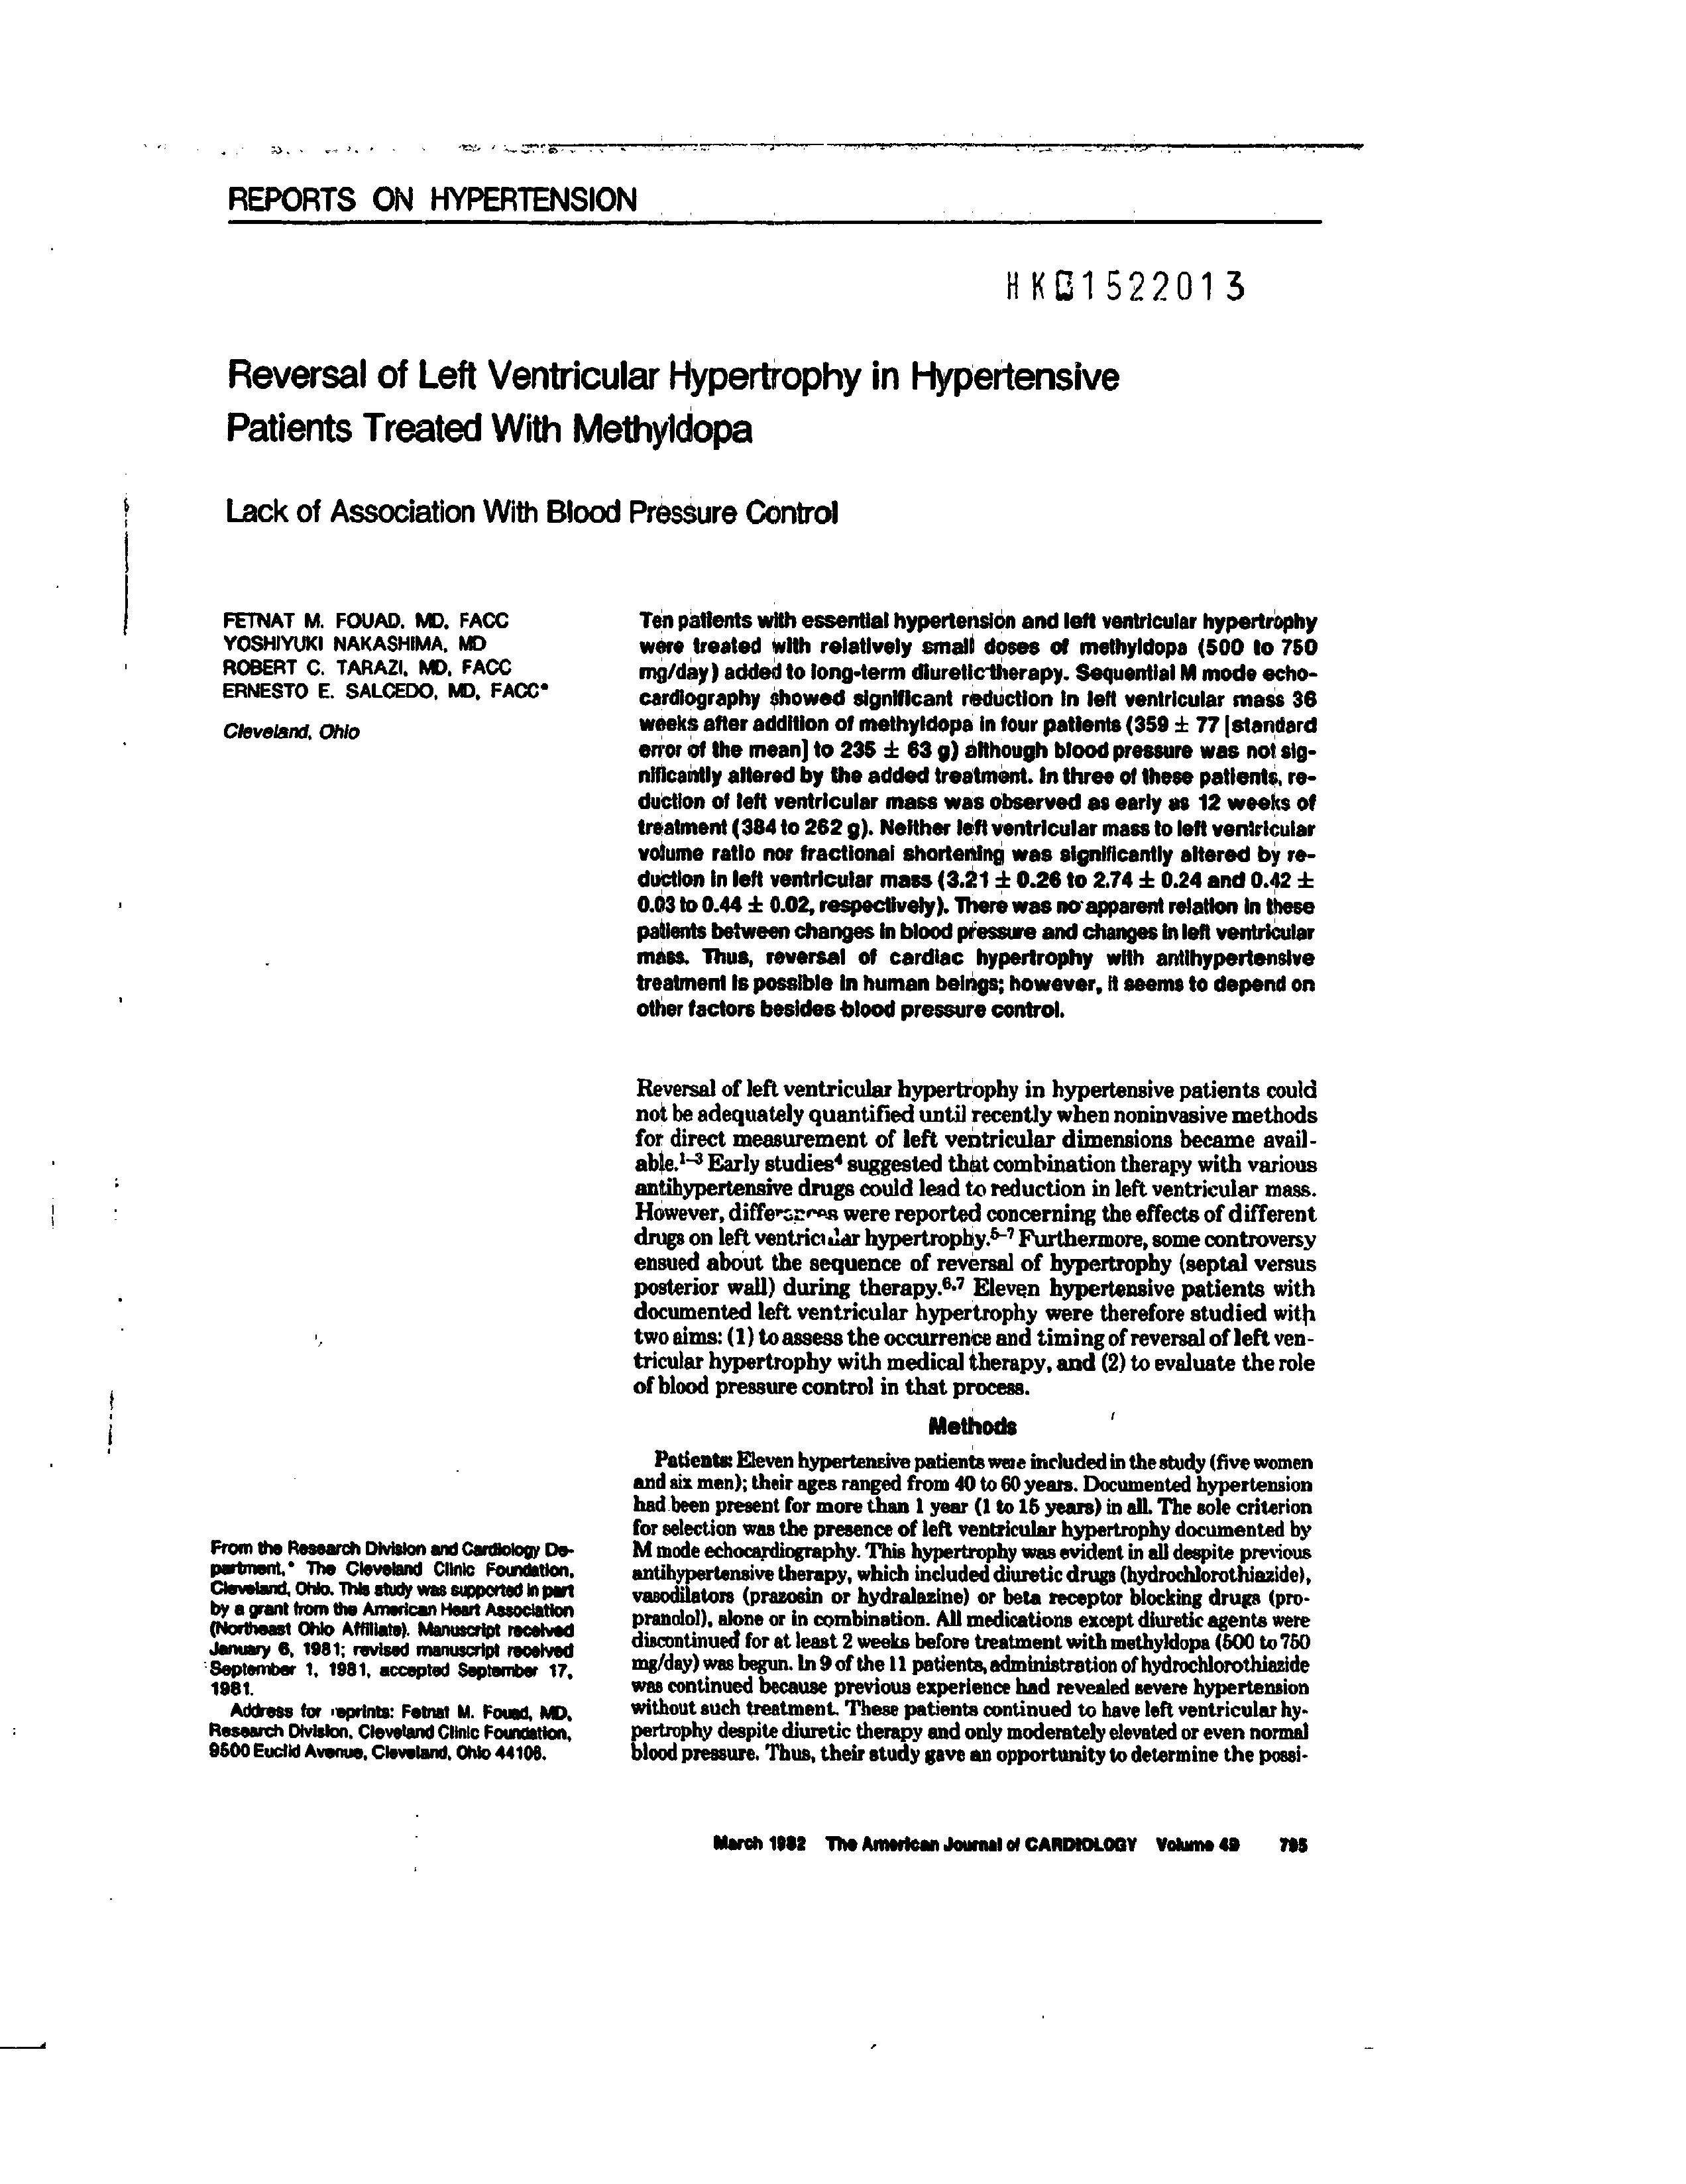 REPORTS ON HYPERTENSION
Reversal of Left Ventricular Hypertrophy in Hypertensive
Patients Treated With Methyldopa
Lack of Association With Blood Pressure Control
FETNAT M. FOUAD, MD, FACC
YOSHIYUKI NAKASHIMA, MD
ROBERT C. TARAZI, MD, FACC
ERNESTO E. SALCEDO, MD, FACC*
Cleveland, Ohio
Ten patients with essential hypertension and left ventricular hypertrophy
were treated with relatively small doses of methyldopa (500 to 750
mg/day) added to long-term diuretic therapy. Sequential M mode echo-
cardiography showed significant reduction in left ventricular mass 36
weeks after addition of methyldopa in four patients (359 ± 77 [standard
error of the mean] to 235 ± 63 g) although blood pressure was not sig-
nificantly altered by the added treatment. In three of these patients, re-
duction of left ventricular mass was observed as early as 12 weeks of
treatment (384 to 262 g). Neither left ventricular mass to left ventricular
volume ratio nor fractional shortening was significantly altered by re-
duction in left ventricular mass (3.21 ± 0.26 to 2.74 ± 0.24 and 0.42 ±
0.03 to 0.44 ± 0.02, respectively). There was no apparent relation in these
patients between changes in blood pressure and changes in left ventricular
mass. Thus, reversal of cardiac hypertrophy with antihypertensive
treatment is possible in human beings; however, it seems to depend on
other factors besides blood pressure control.
Reversal of left ventricular hypertrophy in hypertensive patients could
not be adequately quantified until recently when noninvasive methods
for direct measurement of left ventricular dimensions became avail-
able.1–3 Early studies4 suggested that combination therapy with various
antihypertensive drugs could lead to reduction in left ventricular mass.
However, differences were reported concerning the effects of different
drugs on left ventricular hypertrophy.5–7 Furthermore, some controversy
ensued about the sequence of reversal of hypertrophy (septal versus
posterior wall) during therapy.6,7 Eleven hypertensive patients with
documented left ventricular hypertrophy were therefore studied with
two aims: (1) to assess the occurrence and timing of reversal of left ven-
tricular hypertrophy with medical therapy, and (2) to evaluate the role
of blood pressure control in that process.
Methods
Patients: Eleven hypertensive patients were included in the study (five women
and six men); their ages ranged from 40 to 60 years. Documented hypertension
had been present for more than 1 year (1 to 15 years) in all. The sole criterion
for selection was the presence of left ventricular hypertrophy documented by
M mode echocardiography. This hypertrophy was evident in all despite previous
antihypertensive therapy, which included diuretic drugs (hydrochlorothiazide),
vasodilators (prazosin or hydralazine) or beta receptor blocking drugs (pro-
pranolol), alone or in combination. All medications except diuretic agents were
discontinued for at least 2 weeks before treatment with methyldopa (500 to 750
mg/day) was begun. In 9 of the 11 patients, administration of hydrochlorothiazide
was continued because previous experience had revealed severe hypertension
without such treatment. These patients continued to have left ventricular hy-
pertrophy despite diuretic therapy and only moderately elevated or even normal
blood pressure. Thus, their study gave an opportunity to determine the possi-
From the Research Division and Cardiology De-
partment,* The Cleveland Clinic Foundation,
Cleveland, Ohio. This study was supported in part
by a grant from the American Heart Association
(Northeast Ohio Affiliate). Manuscript received
January 6, 1981; revised manuscript received
September 1, 1981, accepted September 17,
1981.
Address for reprints: Fetnat M. Fouad, MD,
Research Division, Cleveland Clinic Foundation,
9500 Euclid Avenue, Cleveland, Ohio 44106.
March 1982 The American Journal of CARDIOLOGY Volume 49 795